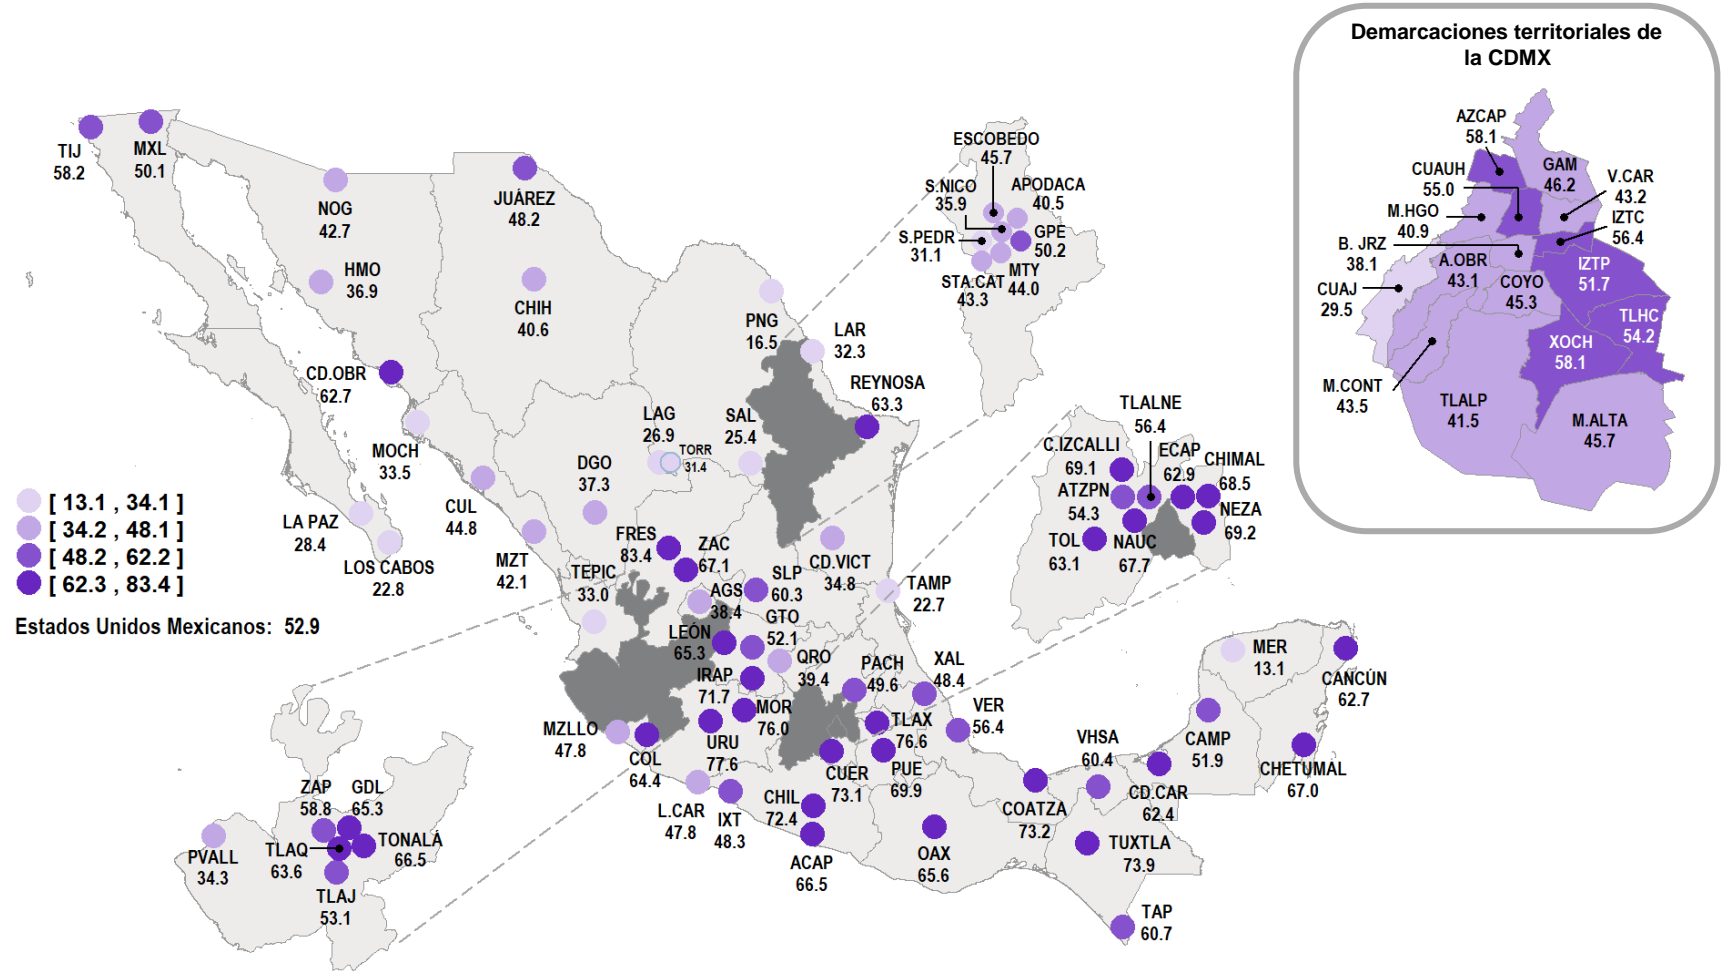 Demarcaciones territoriales de
la CDMX
AZCAP
58.1
CUAUH
55.0
GAM
46.2
V.CAR
43.2
M.HGO
40.9
IZTC
56.4
B. JRZ
38.1
A.OBR
43.1
IZTP
51.7
CUAJ
29.5
COYO
45.3
TLHC
54.2
XOCH
58.1
M.CONT
43.5
TLALP
41.5
M.ALTA
45.7
TIJ
58.2
MXL
50.1
NOG
42.7
JUÁREZ
48.2
HMO
36.9
CHIH
40.6
CD.OBR
62.7
MOCH
33.5
LA PAZ
28.4
LOS CABOS
22.8
CUL
44.8
MZT
42.1
DGO
37.3
LAG
26.9
TORR
31.4
SAL
25.4
PNG
16.5
LAR
32.3
REYNOSA
63.3
ESCOBEDO
45.7
S.NICO
35.9
APODACA
40.5
S.PEDR
31.1
GPE
50.2
STA.CAT
43.3
MTY
44.0
TLALNE
56.4
C.IZCALLI
69.1
ECAP
62.9
CHIMAL
68.5
ATZPN
54.3
NEZA
69.2
TOL
63.1
NAUC
67.7
[ 13.1 , 34.1 ]
[ 34.2 , 48.1 ]
[ 48.2 , 62.2 ]
[ 62.3 , 83.4 ]
Estados Unidos Mexicanos: 52.9
FRES
83.4
ZAC
67.1
TEPIC
33.0
AGS
38.4
SLP
60.3
CD.VICT
34.8
TAMP
22.7
GTO
52.1
LEÓN
65.3
QRO
39.4
IRAP
71.7
PACH
49.6
XAL
48.4
MZLLO
47.8
COL
64.4
URU
77.6
MOR
76.0
TLAX
76.6
VER
56.4
CUER
73.1
PUE
69.9
L.CAR
47.8
IXT
48.3
CHIL
72.4
ACAP
66.5
OAX
65.6
COATZA
73.2
VHSA
60.4
CD.CAR
62.4
TUXTLA
73.9
TAP
60.7
CAMP
51.9
MER
13.1
CANCÚN
62.7
CHETUMAL
67.0
ZAP
58.8
GDL
65.3
PVALL
34.3
TLAQ
63.6
TONALÁ
66.5
TLAJ
53.1